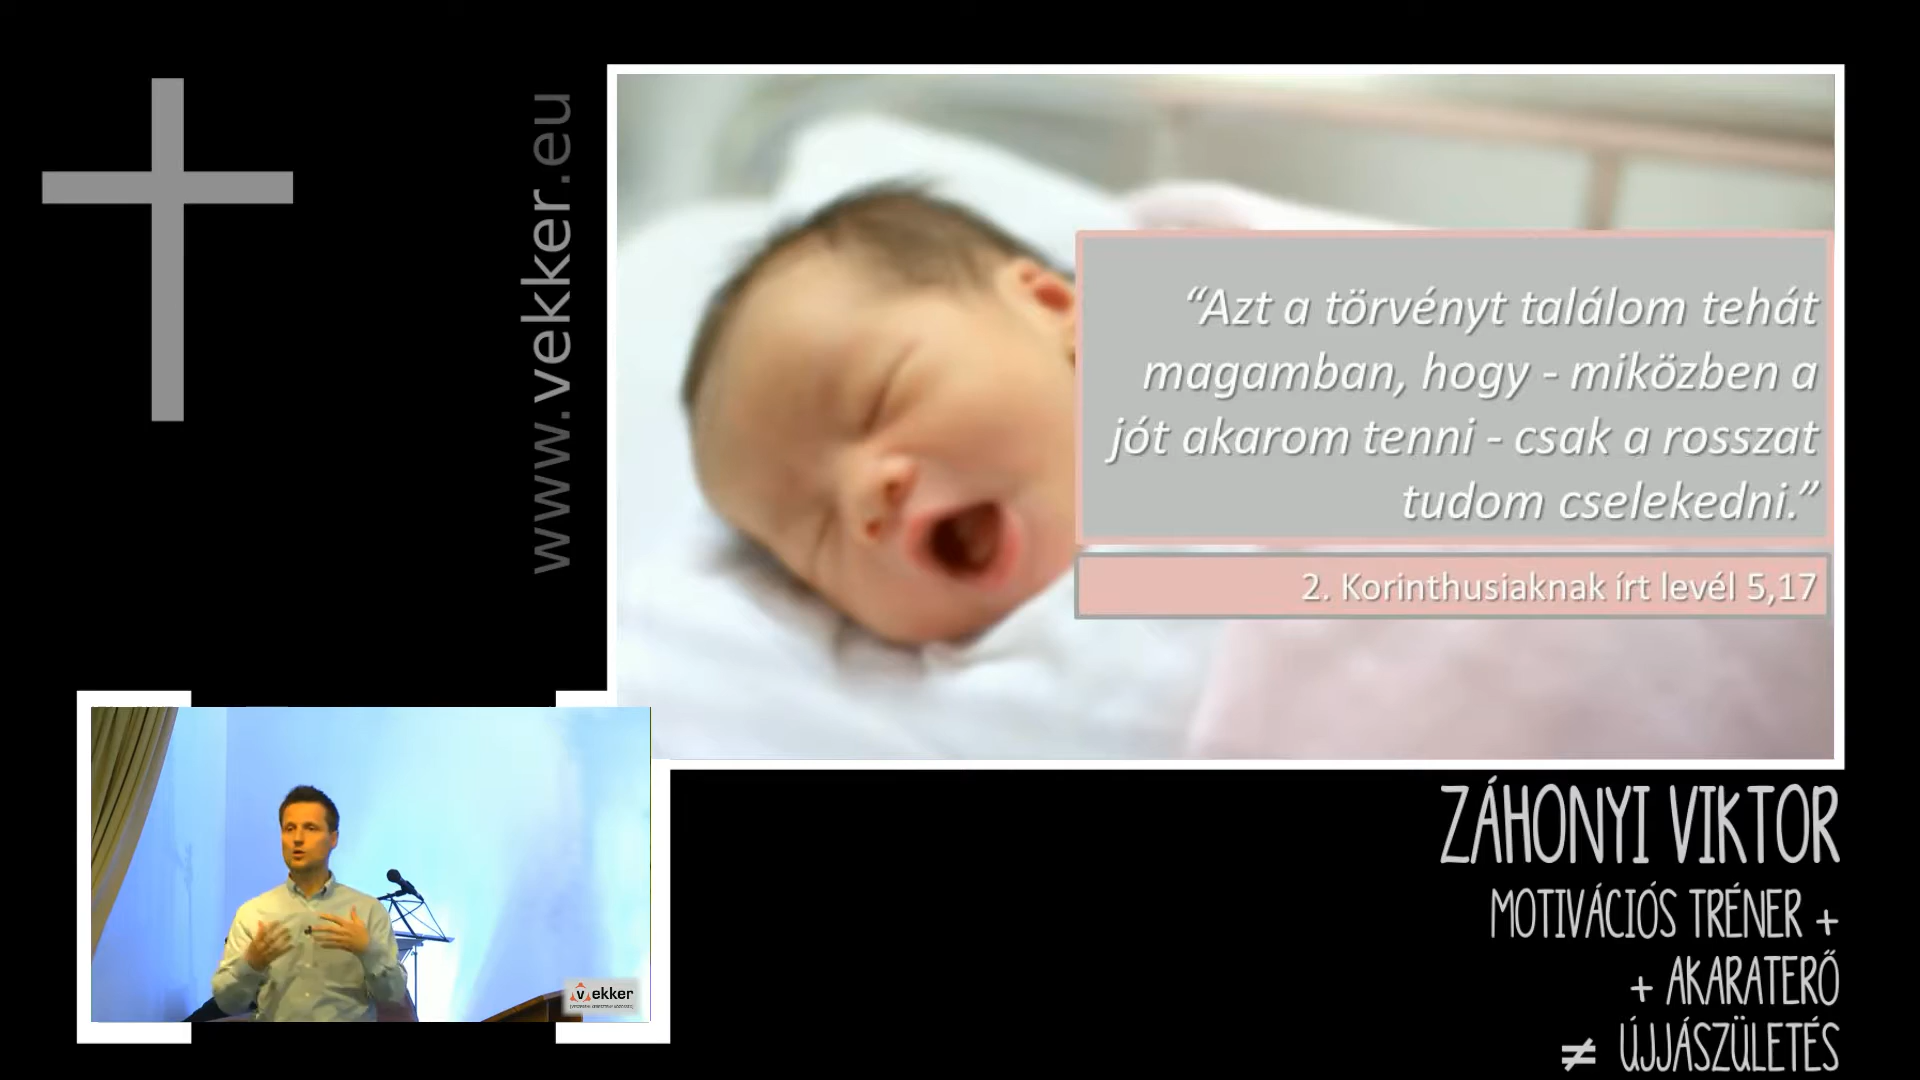 www.vekker.eu
“Azt a törvényt találom tehát
magamban, hogy - miközben a
jót akarom tenni - csak a rosszat
tudom cselekedni.”
2. Korinthusiaknak írt levél 5,17
vekker
ZÁHONYI VIKTOR
MOTIVÁCIÓS TRÉNER +
+ AKARATERŐ
≠ ÚJJÁSZÜLETÉS